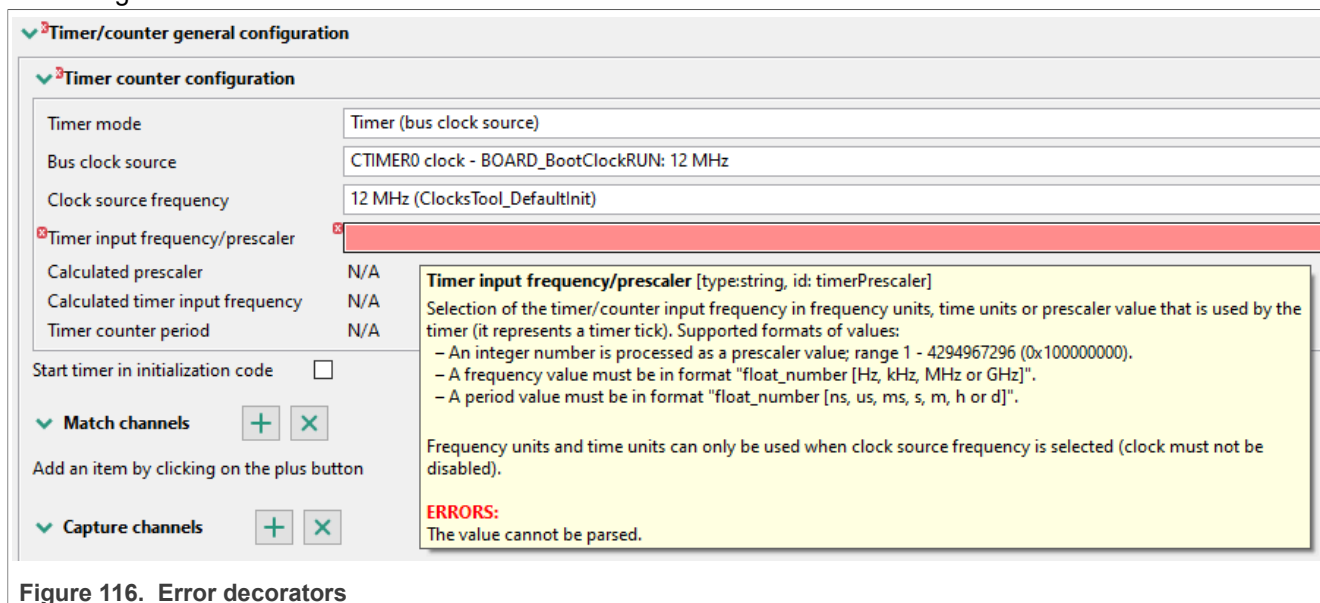 Timer/counter general configuration
Timer counter configuration
Timer mode Timer (bus clock source)
Bus clock source CTIMER0 clock - BOARD_BootClockRUN: 12 MHz
Clock source frequency 12 MHz (ClocksTool_DefaultInit)
Timer input frequency/prescaler
Calculated prescaler N/A
Calculated timer input frequency N/A
Timer counter period N/A
Start timer in initialization code
Match channels
Add an item by clicking on the plus button
Capture channels
Timer input frequency/prescaler [type:string, id: timerPrescaler]
Selection of the timer/counter input frequency in frequency units, time units or prescaler value that is used by the
timer (it represents a timer tick). Supported formats of values:
– An integer number is processed as a prescaler value; range 1 - 4294967296 (0x100000000).
– A frequency value must be in format "float_number [Hz, kHz, MHz or GHz]".
– A period value must be in format "float_number [ns, us, ms, s, m, h or d]".
Frequency units and time units can only be used when clock source frequency is selected (clock must not be
disabled).
ERRORS:
The value cannot be parsed.
Figure 116. Error decorators